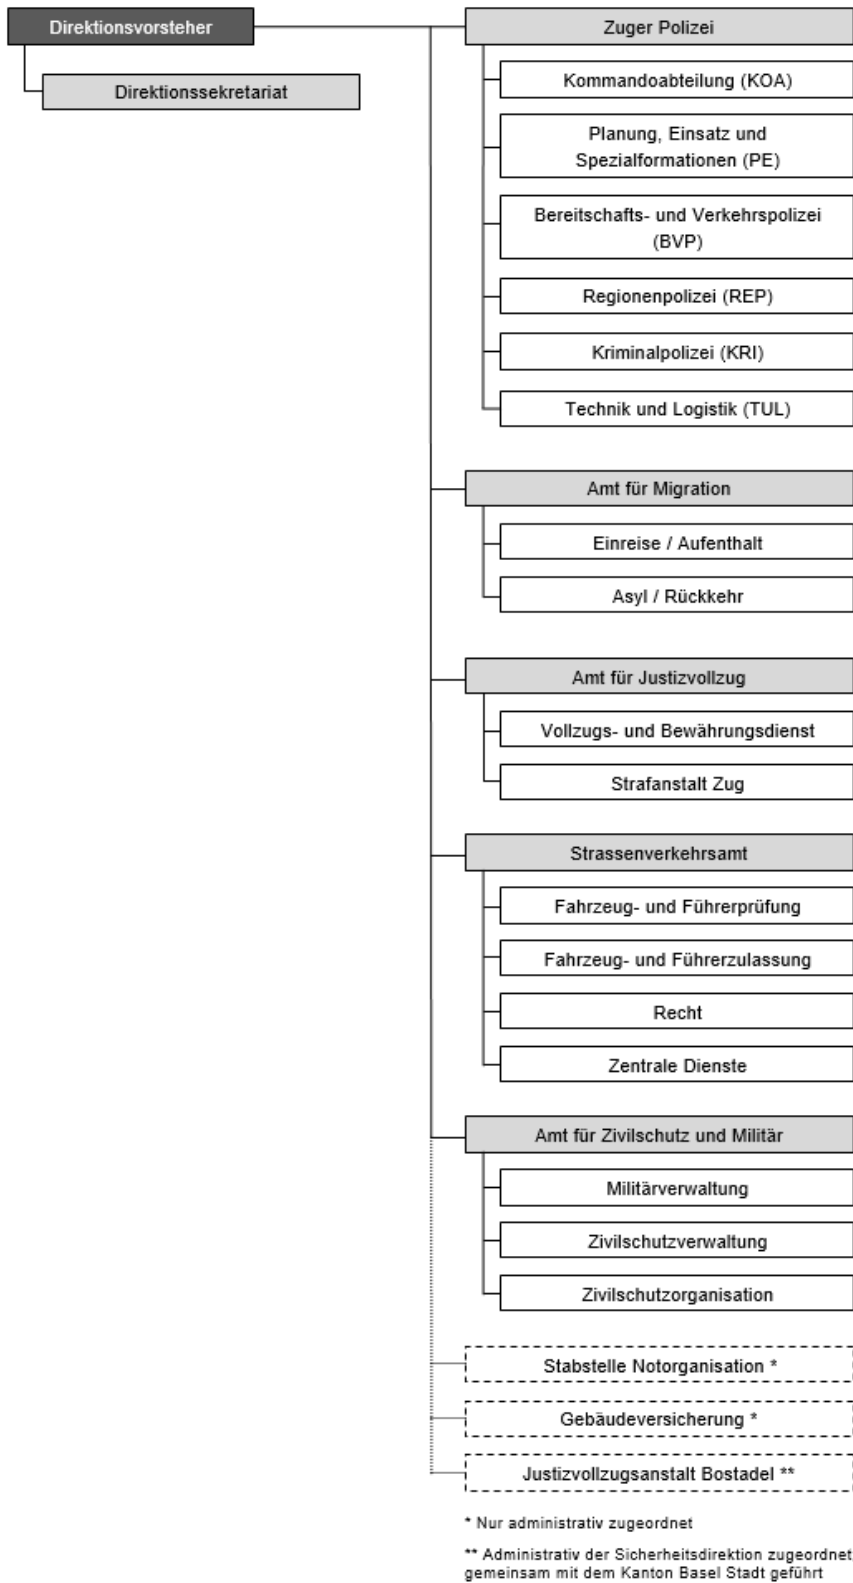 Direktionsvorsteher
Direktionssekretariat
Zuger Polizei
Kommandoabteilung (KOA)
Planung, Einsatz und
Spezialformationen (PE)
Bereitschafts- und Verkehrspolizei
(BVP)
Regionenpolizei (REP)
Kriminalpolizei (KRI)
Technik und Logistik (TUL)
Amt für Migration
Einreise / Aufenthalt
Asyl / Rückkehr
Amt für Justizvollzug
Vollzugs- und Bewährungsdienst
Strafanstalt Zug
Strassenverkehrsamt
Fahrzeug- und Führerprüfung
Fahrzeug- und Führerzulassung
Recht
Zentrale Dienste
Amt für Zivilschutz und Militär
Militärverwaltung
Zivilschutzverwaltung
Zivilschutzorganisation
Stabstelle Notorganisation *
Gebäudeversicherung *
Justizvollzugsanstalt Bostadel **
* Nur administrativ zugeordnet
** Administrativ der Sicherheitsdirektion zugeordnet
gemeinsam mit dem Kanton Basel Stadt geführt